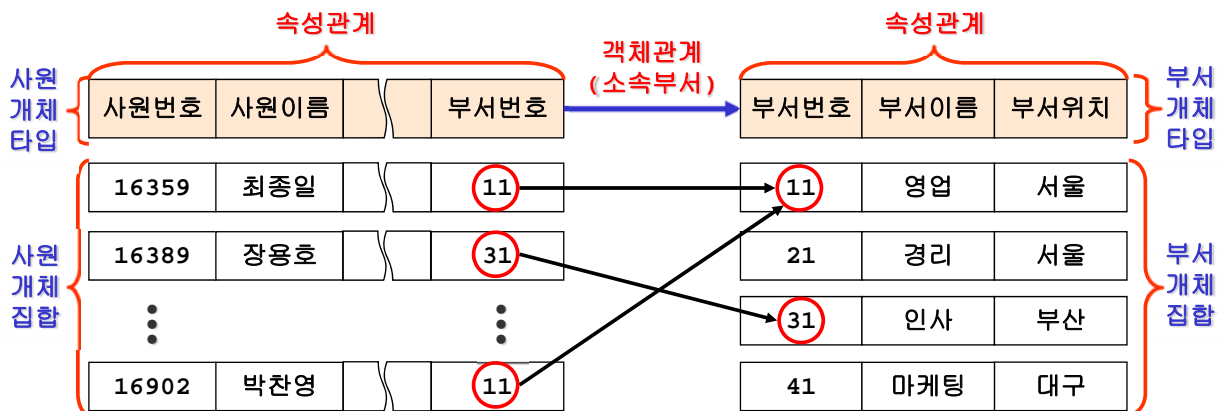 속성관계
속성관계
객체관계
(소속부서)
사원
개체
타입
사원번호 사원이름 부서번호
부서번호 부서이름 부서위치
부서
개체
타입
16359 최종일 11
11 영업 서울
16389 장용호 31
21 경리 서울
사원
개체
집합
부서
개체
집합
31 인사 부산
16902 박찬영 11
41 마케팅 대구